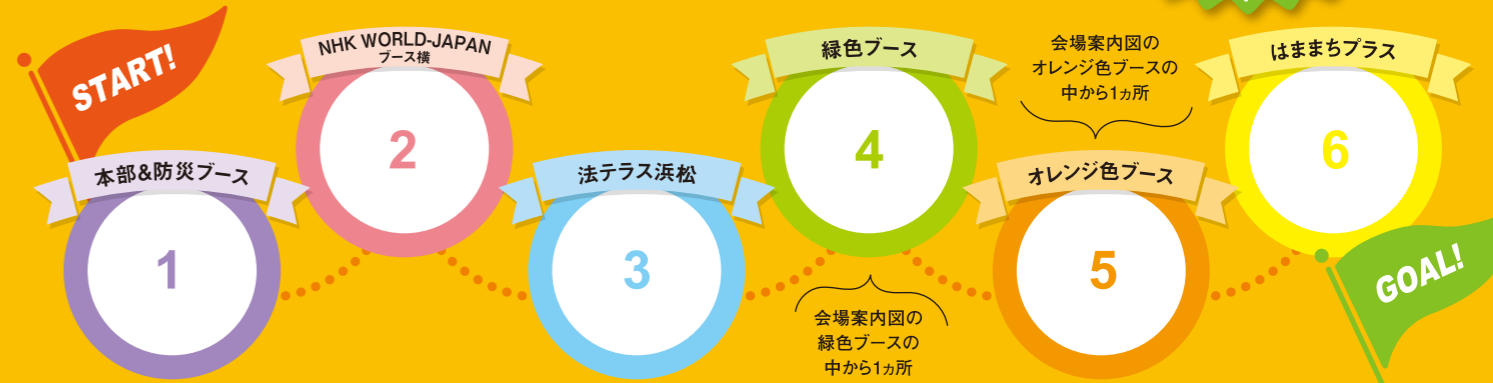 START!
本部&防災ブース
1
NHK WORLD-JAPAN
ブース横
2
法テラス浜松
3
緑色ブース
4
会場案内図の
緑色ブースの
中から1ヵ所
会場案内図の
オレンジ色ブースの
中から1ヵ所
オレンジ色ブース
5
はままちプラス
6
GOAL!